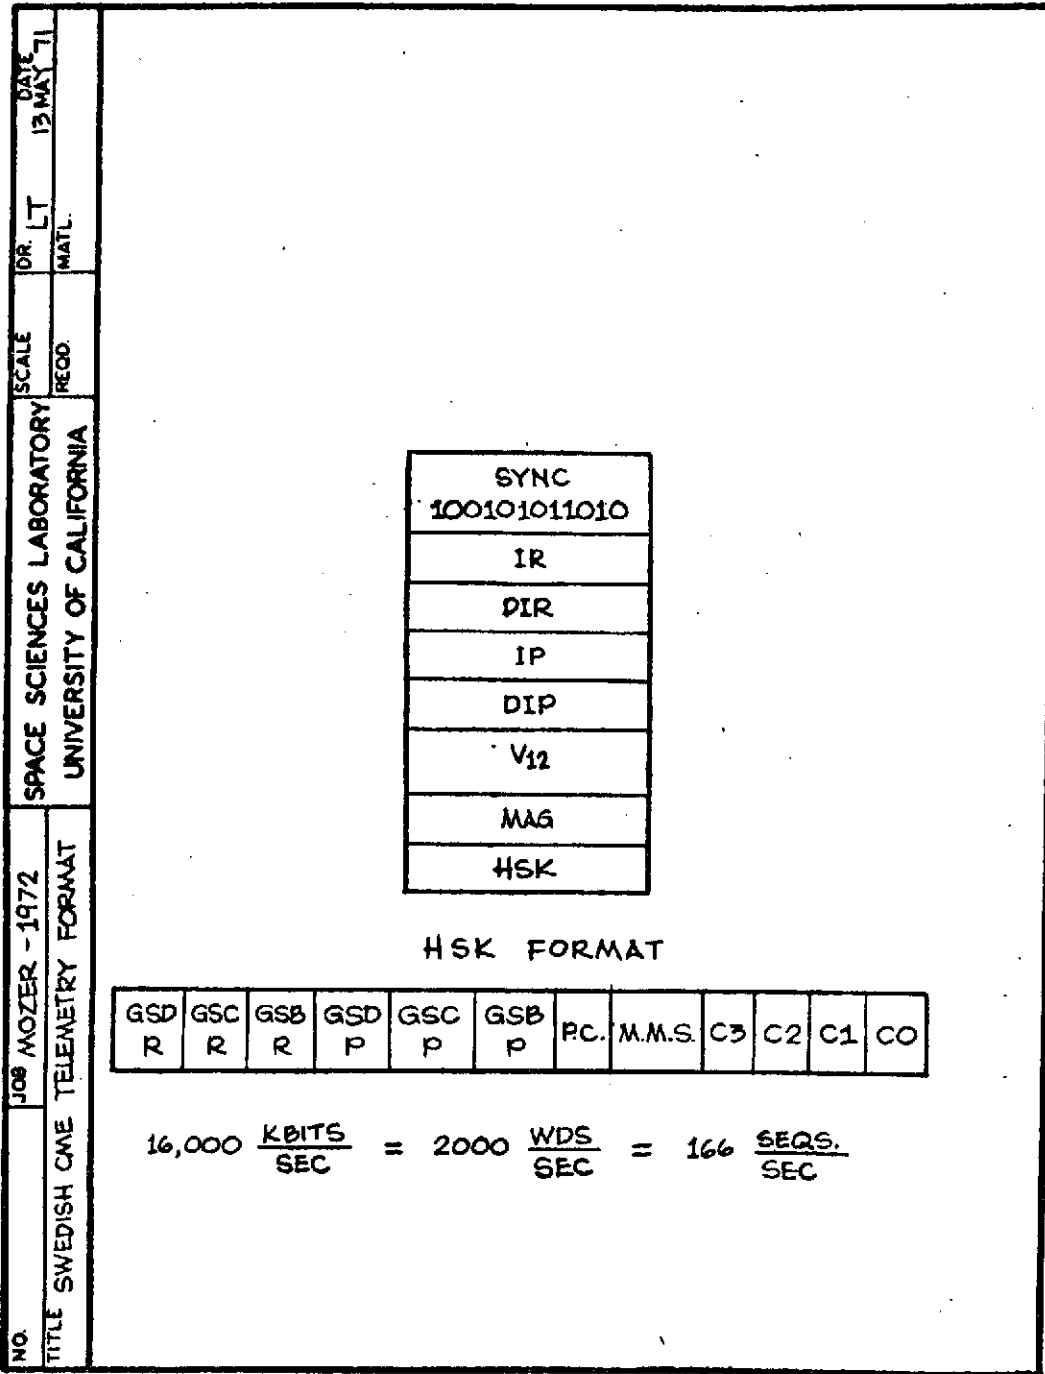 NO.
JOB MOZER - 1972
SPACE SCIENCES LABORATORY
SCALE
DR. LT
DATE
13 MAY 71
TITLE SWEDISH CME TELEMETRY FORMAT
UNIVERSITY OF CALIFORNIA
REQD.
MATL.
SYNC
100101011010
IR
DIR
IP
DIP
V12
MAG
HSK
HSK FORMAT
GSD R GSC R GSB R GSD P GSC P GSB P P.C. M.M.S. C3 C2 C1 C0
16,000 KBITS/SEC = 2000 WDS/SEC = 166 SEQS./SEC